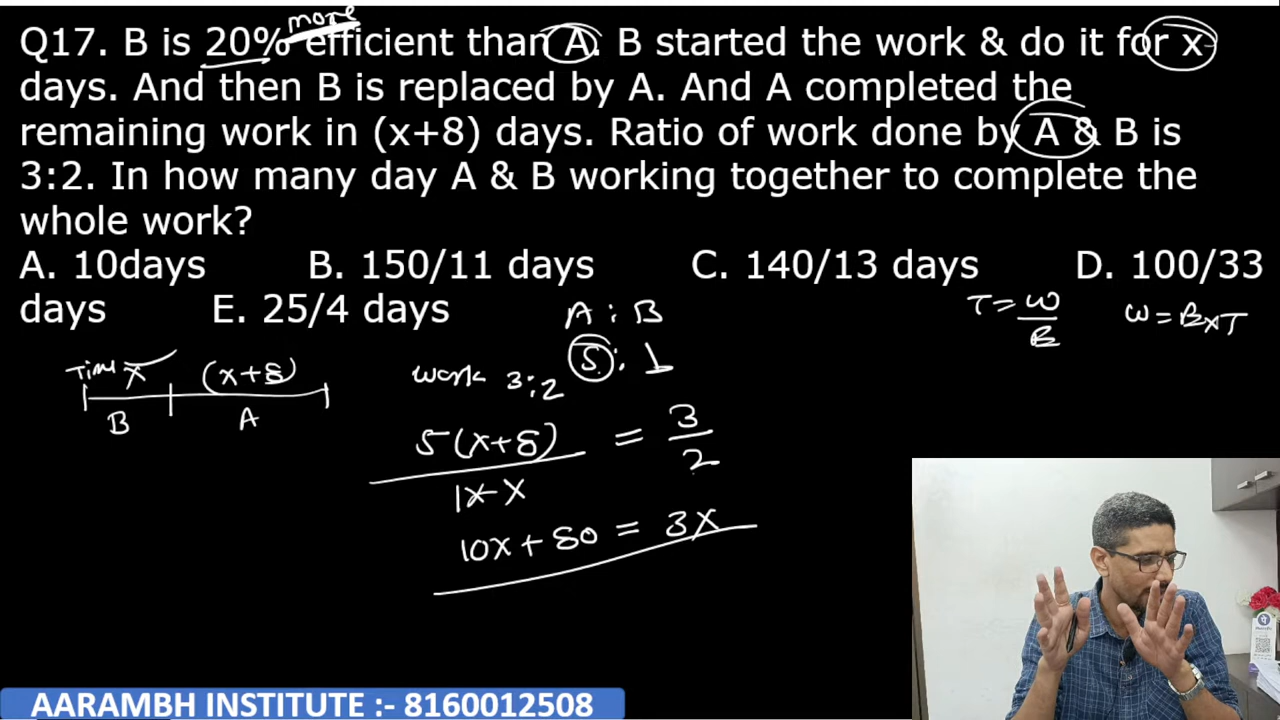 more
Q17. B is 20% efficient than A. B started the work & do it for x
days. And then B is replaced by A. And A completed the
remaining work in (x+8) days. Ratio of work done by A & B is
3:2. In how many day A & B working together to complete the
whole work?
A. 10days B. 150/11 days C. 140/13 days D. 100/33
days E. 25/4 days
A : B
T = W/E
W = E×T
Time x (x+8)
B A
work 3:2
5 : 1
5(x+8)/1×x = 3/2
10x + 80 = 3x
AARAMBH INSTITUTE :- 8160012508